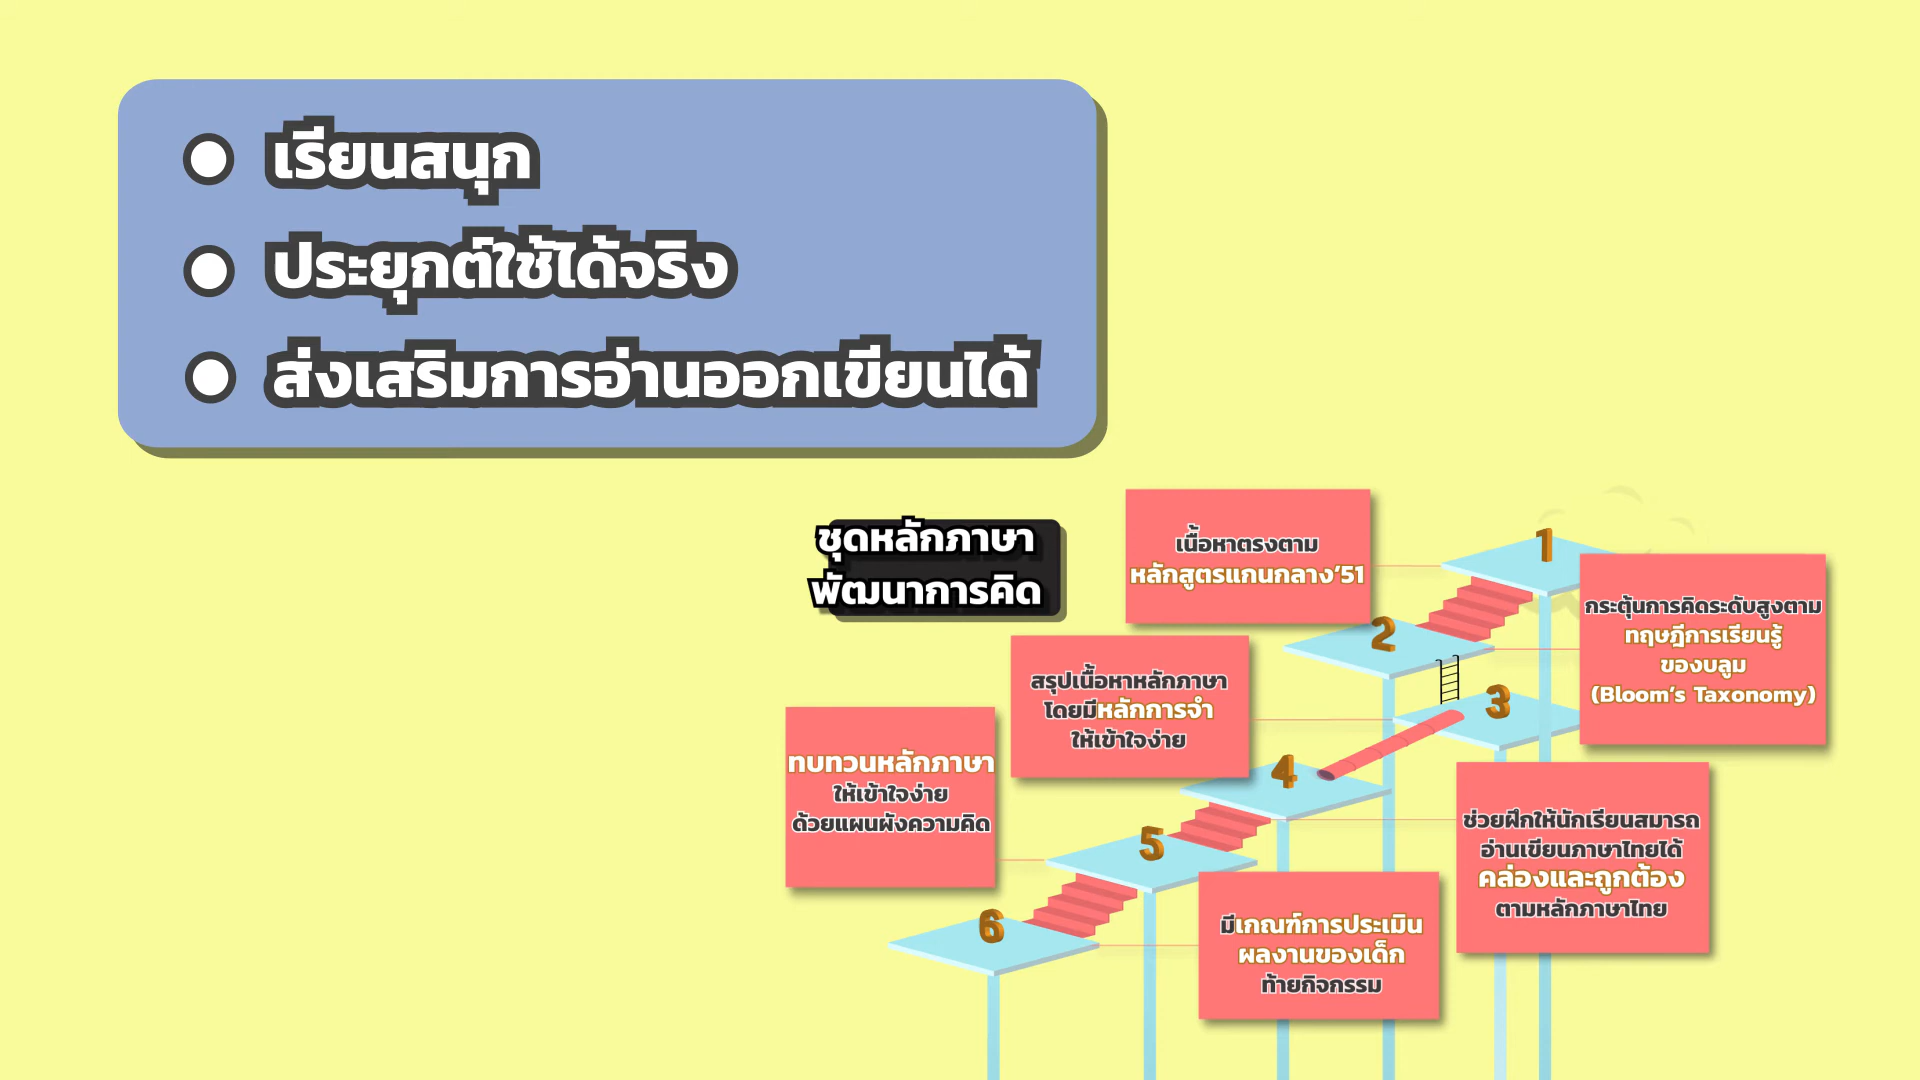 เรียนสนุก
ประยุกต์ใช้ได้จริง
ส่งเสริมการอ่านออกเขียนได้
ชุดหลักภาษา
พัฒนาการคิด
1
เนื้อหาตรงตาม
หลักสูตรแกนกลาง’51
2
กระตุ้นการคิดระดับสูงตาม
ทฤษฎีการเรียนรู้
ของบลูม
(Bloom’s Taxonomy)
3
สรุปเนื้อหาหลักภาษา
โดยมีหลักการจำ
ให้เข้าใจง่าย
4
ช่วยฝึกให้นักเรียนสมารถ
อ่านเขียนภาษาไทยได้
คล่องและถูกต้อง
ตามหลักภาษาไทย
5
ทบทวนหลักภาษา
ให้เข้าใจง่าย
ด้วยแผนผังความคิด
6
มีเกณฑ์การประเมิน
ผลงานของเด็ก
ท้ายกิจกรรม